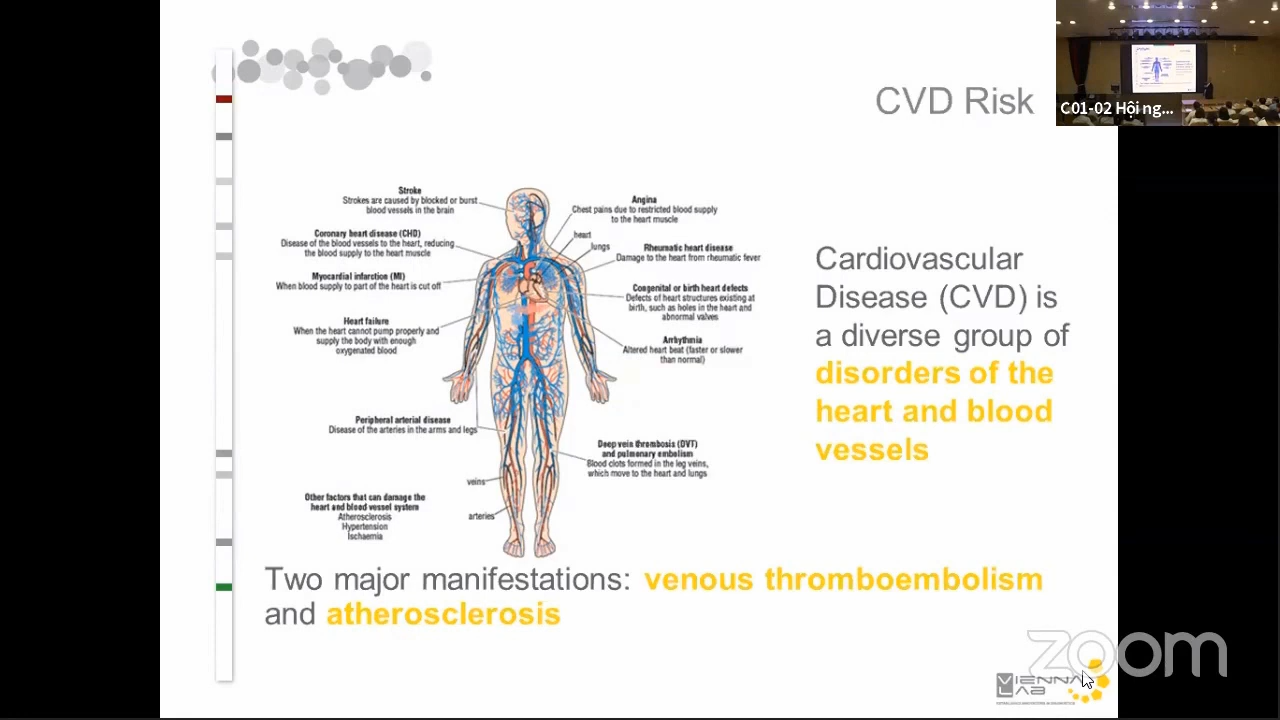 CVD Risk
C01-02 Hội ng...
Stroke
Strokes are caused by blocked or burst
blood vessels in the brain
Coronary heart disease (CHD)
Disease of the blood vessels to the heart, reducing
the blood supply to the heart muscle
Myocardial infarction (MI)
When blood supply to part of the heart is cut off
Heart failure
When the heart cannot pump properly and
supply the body with enough
oxygenated blood
Peripheral arterial disease
Disease of the arteries in the arms and legs
veins
Other factors that can damage the
heart and blood vessel system
Atherosclerosis
Hypertension
Ischaemia
arteries
Angina
Chest pains due to restricted blood supply
to the heart muscle
heart
lungs
Rheumatic heart disease
Damage to the heart from rheumatic fever
Congenital or birth heart defects
Defects of heart structures existing at
birth, such as holes in the heart and
abnormal valves
Arrhythmia
Altered heart beat (faster or slower
than normal)
Deep vein thrombosis (DVT)
and pulmonary embolism
Blood clots formed in the leg veins,
which move to the heart and lungs
Cardiovascular
Disease (CVD) is
a diverse group of
disorders of the
heart and blood
vessels
Two major manifestations: venous thromboembolism
and atherosclerosis
zoom
VIENNA
LAB